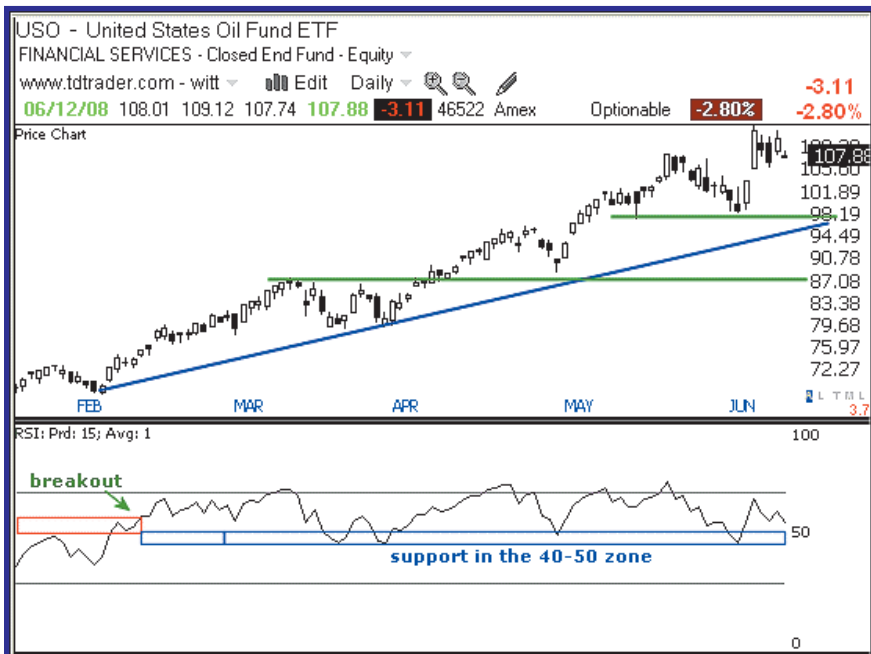 USO - United States Oil Fund ETF
FINANCIAL SERVICES - Closed End Fund - Equity
www.tdtrader.com - witt Edit Daily
-3.11
06/12/08 108.01 109.12 107.74 107.88 -3.11 46522 Amex Optionable -2.80% -2.80%
Price Chart
107.88
105.60
101.89
98.19
94.49
90.78
87.08
83.38
79.68
75.97
72.27
FEB MAR APR MAY JUN
L T M L
3.7
RSI: Prd: 15; Avg: 1
100
breakout
50
support in the 40-50 zone
0